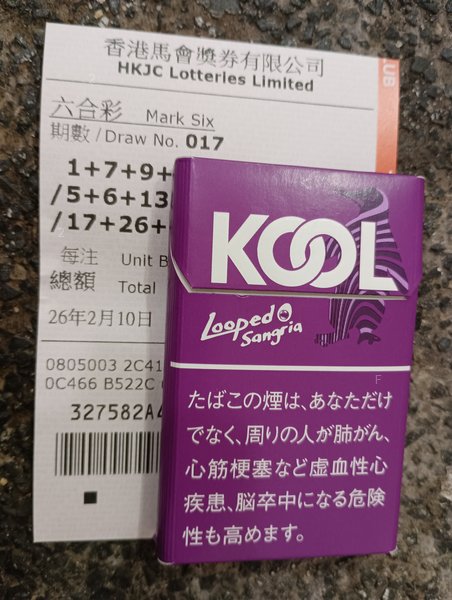 香港馬會獎券有限公司
HKJC Lotteries Limited
六合彩 Mark Six
期數/Draw No. 017
1+7+9+
/5+6+13
/17+26+
每注 Unit B
總額 Total
26年2月10日
0805003 2C41
0C466 B522C
327582A4
KOOL
Looped
Sangria
F
たばこの煙は、あなただけ
でなく、周りの人が肺がん、
心筋梗塞など虚血性心
疾患、脳卒中になる危険
性も高めます。